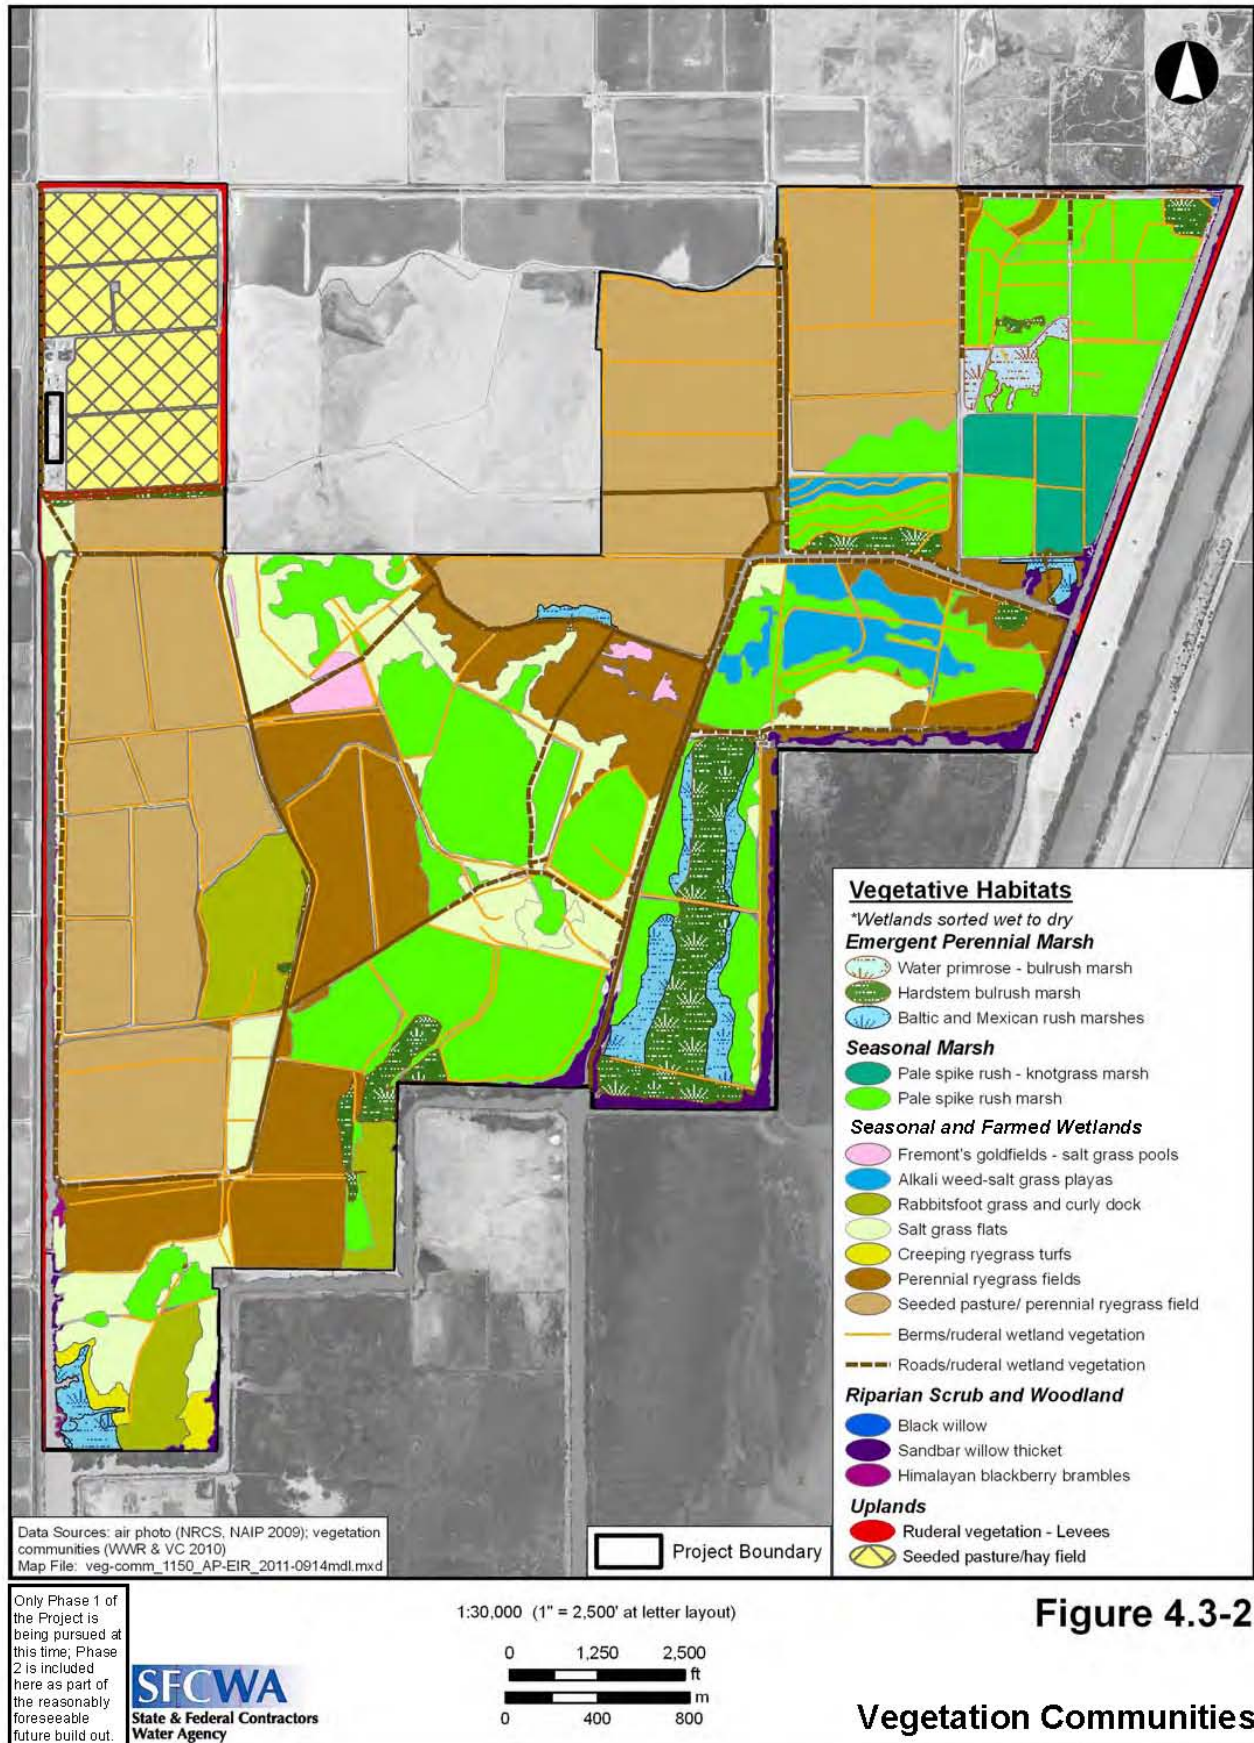 Vegetative Habitats
*Wetlands sorted wet to dry
Emergent Perennial Marsh
Water primrose - bulrush marsh
Hardstem bulrush marsh
Baltic and Mexican rush marshes
Seasonal Marsh
Pale spike rush - knotgrass marsh
Pale spike rush marsh
Seasonal and Farmed Wetlands
Fremont's goldfields - salt grass pools
Alkali weed-salt grass playas
Rabbitsfoot grass and curly dock
Salt grass flats
Creeping ryegrass turfs
Perennial ryegrass fields
Seeded pasture/ perennial ryegrass field
Berms/ruderal wetland vegetation
Roads/ruderal wetland vegetation
Riparian Scrub and Woodland
Black willow
Sandbar willow thicket
Himalayan blackberry brambles
Uplands
Ruderal vegetation - Levees
Seeded pasture/hay field
Data Sources: air photo (NRCS, NAIP 2009); vegetation
communities (WWR & VC 2010)
Map File: veg-comm_1150_AP-EIR_2011-0914mdl.mxd
Project Boundary
Only Phase 1 of
the Project is
being pursued at
this time; Phase
2 is included
here as part of
the reasonably
foreseeable
future build out.
SFCWA
State & Federal Contractors
Water Agency
1:30,000 (1" = 2,500' at letter layout)
0 1,250 2,500
ft
m
0 400 800
Figure 4.3-2
Vegetation Communities